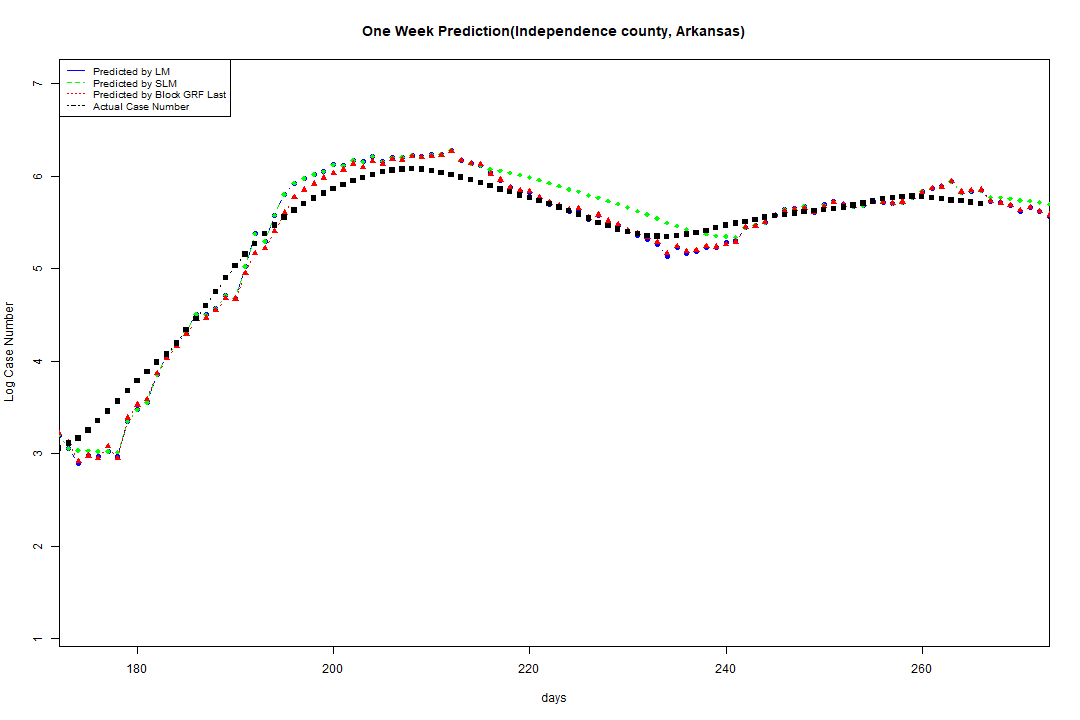 One Week Prediction(Independence county, Arkansas)
Predicted by LM
Predicted by SLM
Predicted by Block GRF Last
Actual Case Number
7
6
5
4
3
2
1
Log Case Number
180 200 220 240 260
days